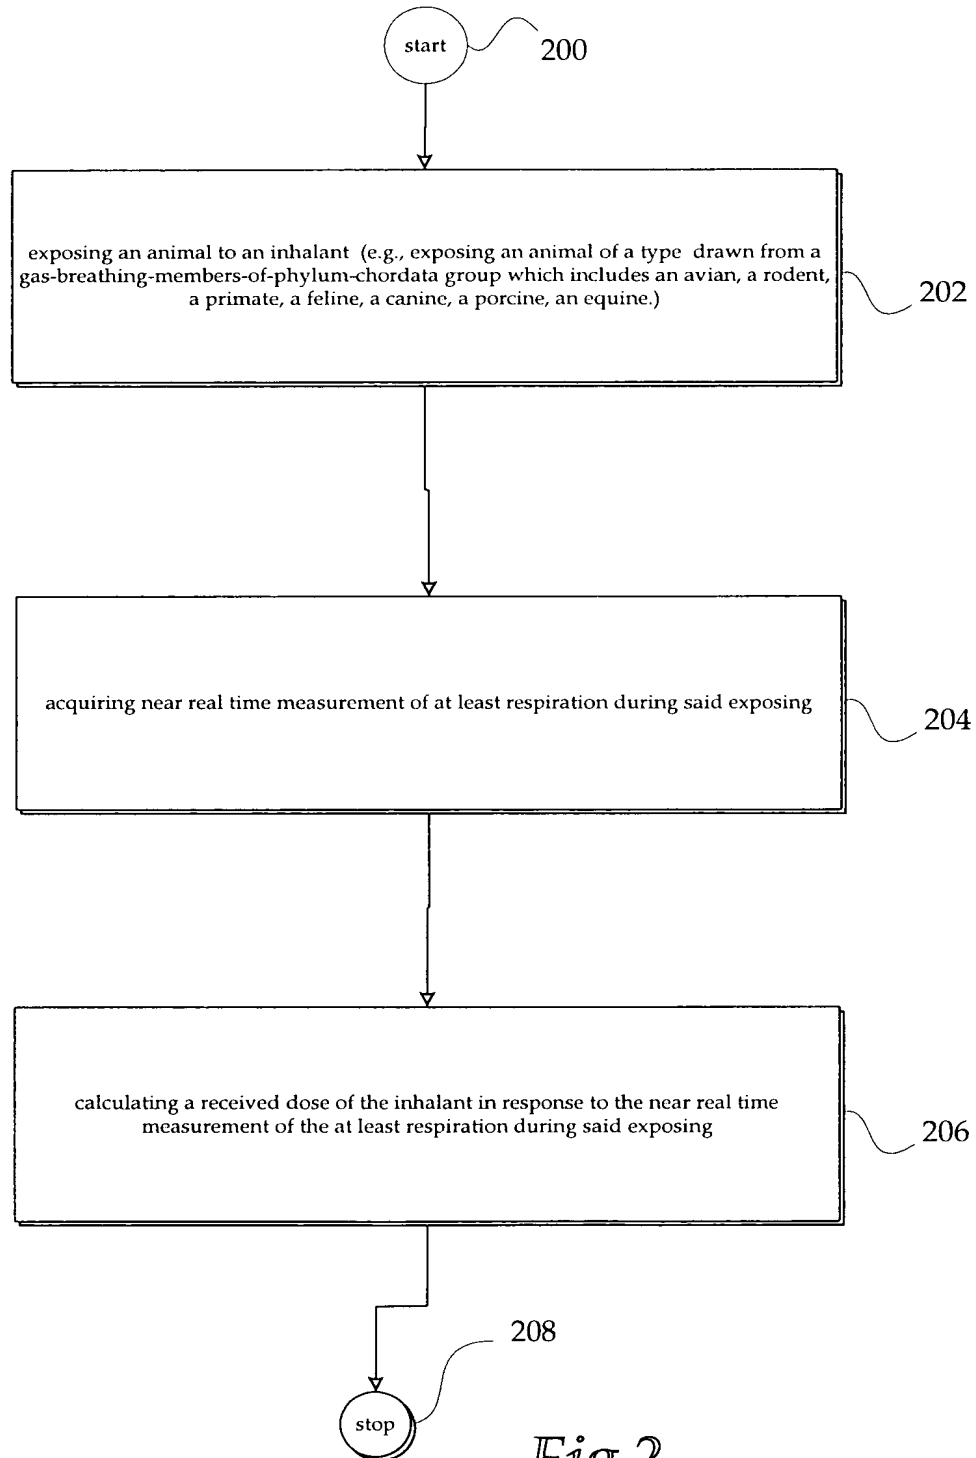 start
200
exposing an animal to an inhalant (e.g., exposing an animal of a type drawn from a
gas-breathing-members-of-phylum-chordata group which includes an avian, a rodent,
a primate, a feline, a canine, a porcine, an equine.)
202
acquiring near real time measurement of at least respiration during said exposing
204
calculating a received dose of the inhalant in response to the near real time
measurement of the at least respiration during said exposing
206
208
stop
Fig 2